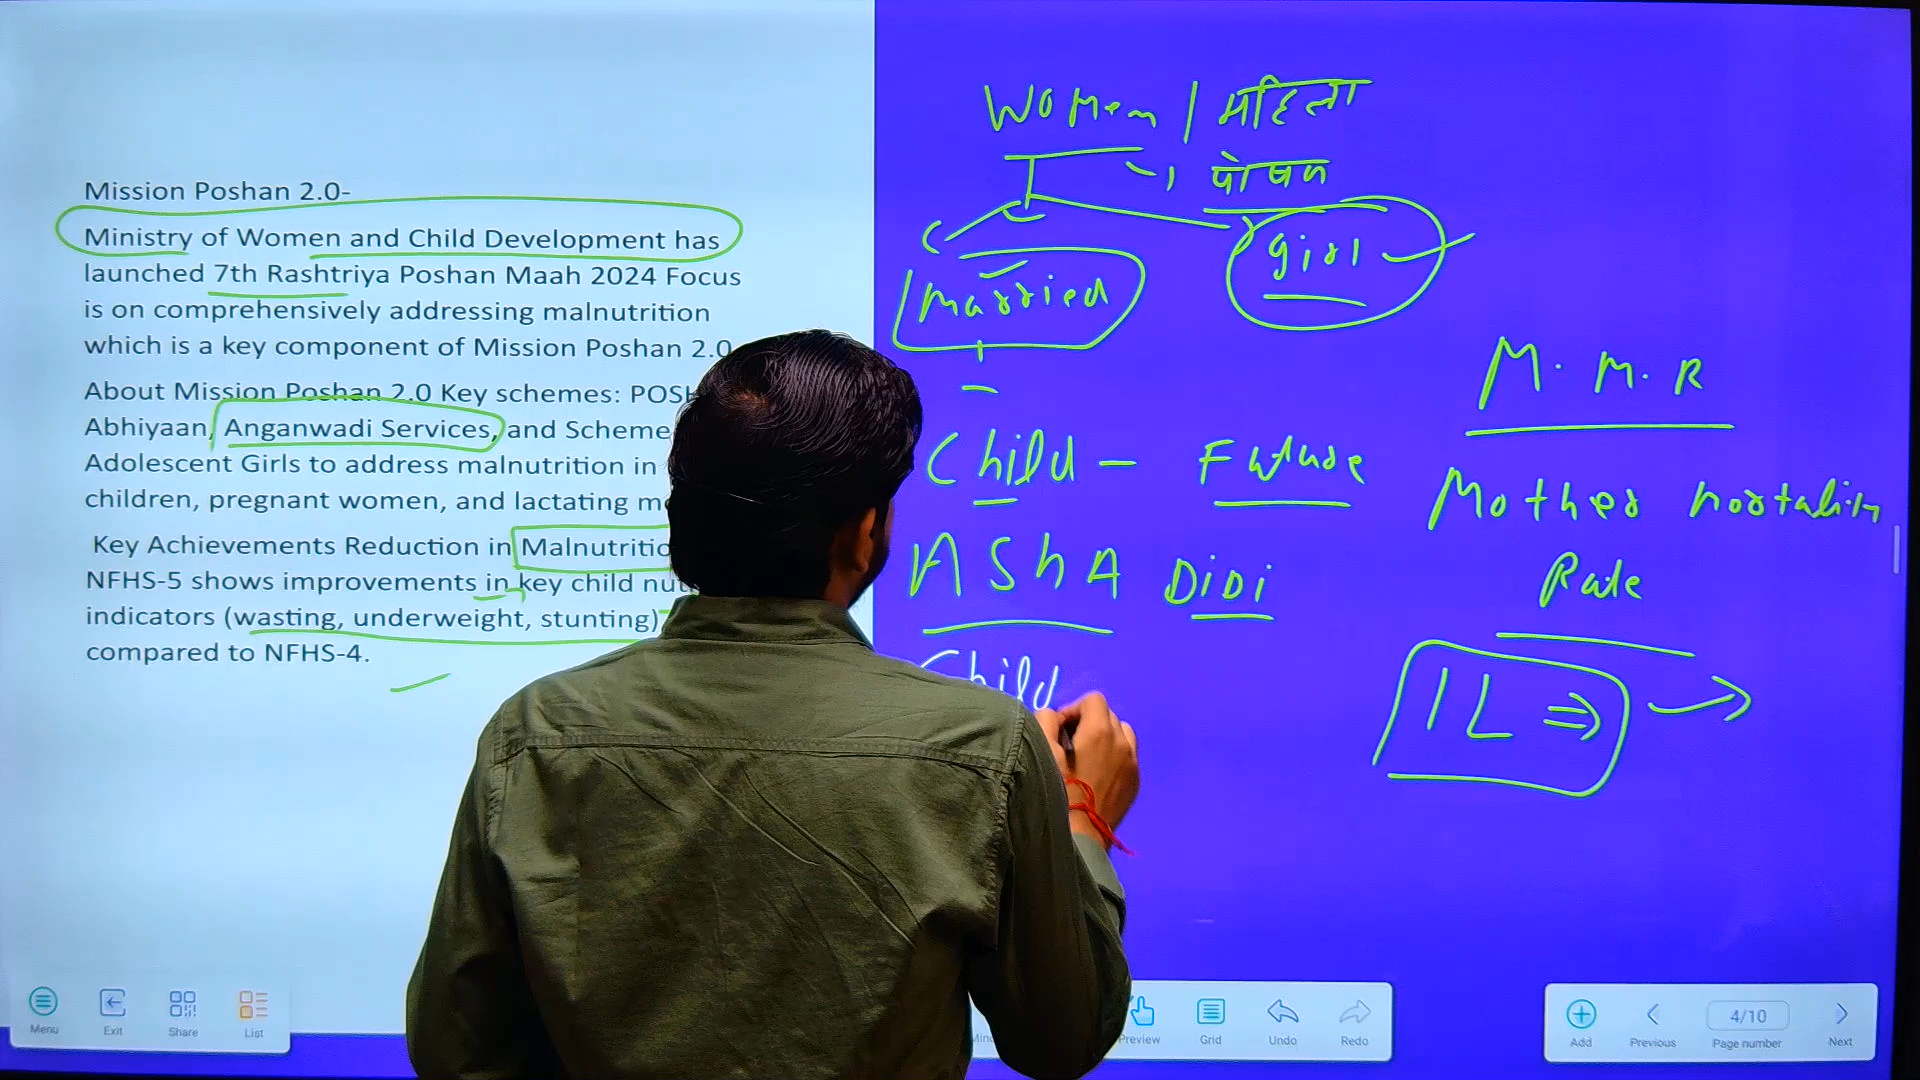 Mission Poshan 2.0-
Ministry of Women and Child Development has
launched 7th Rashtriya Poshan Maah 2024 Focus
is on comprehensively addressing malnutrition
which is a key component of Mission Poshan 2.0
About Mission Poshan 2.0 Key schemes:
Abhiyaan, Anganwadi Services, and Scheme
Adolescent Girls to address malnutrition in
children, pregnant women, and lactating
Key Achievements Reduction in
NFHS-5 shows improvements in key child
indicators (wasting, underweight, stunting)
compared to NFHS-4.
Women / महिला
पोषण
Married
girl
M. M. R
Child - Future
Mother mortality
Rate
ASHA DiDi
1L ⇒
Child
Menu
Exit
Share
List
Preview
Grid
Undo
Redo
Add
Previous
4/10
Page number
Next